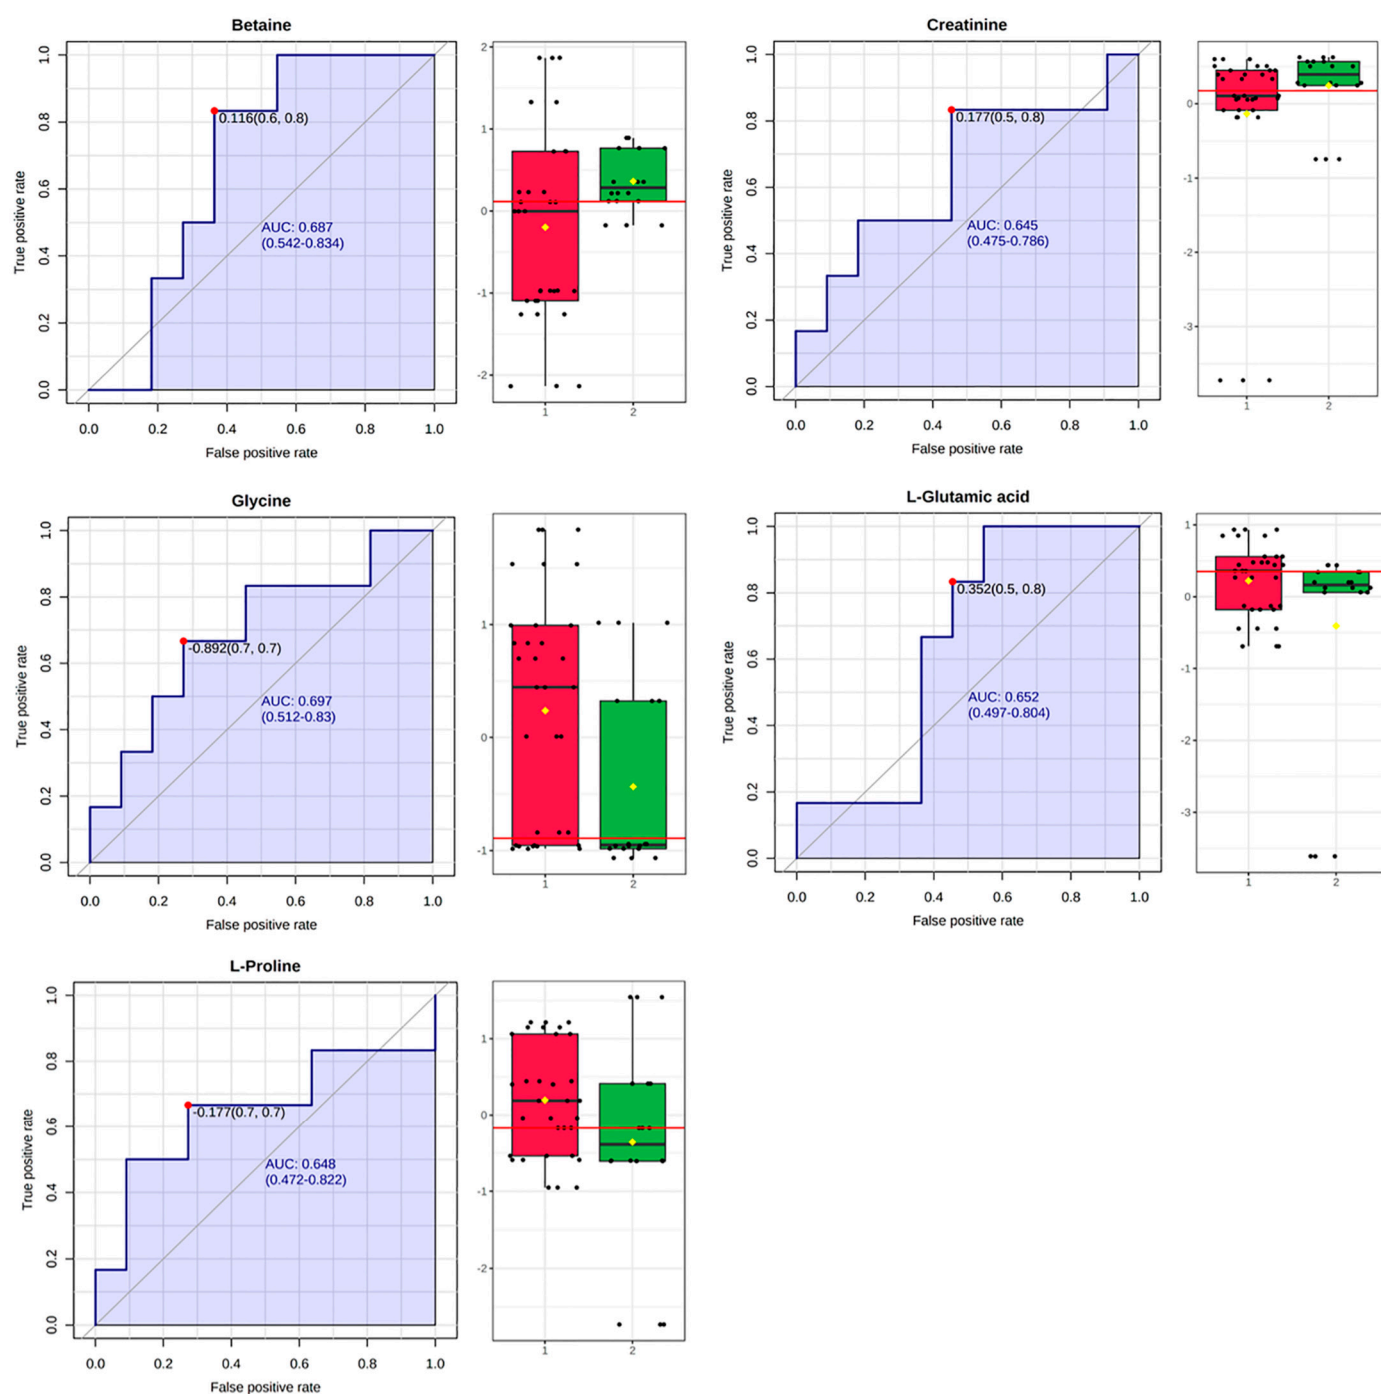 Betaine
True positive rate
1.0
0.8
0.6
0.4
0.2
0.0
0.116(0.6, 0.8)
AUC: 0.687
(0.542-0.834)
0.0 0.2 0.4 0.6 0.8 1.0
False positive rate
2
1
0
-1
-2
1 2
Creatinine
True positive rate
1.0
0.8
0.6
0.4
0.2
0.0
0.177(0.5, 0.8)
AUC: 0.645
(0.475-0.786)
0.0 0.2 0.4 0.6 0.8 1.0
False positive rate
0
-1
-2
-3
1 2
Glycine
True positive rate
1.0
0.8
0.6
0.4
0.2
0.0
-0.892(0.7, 0.7)
AUC: 0.697
(0.512-0.83)
0.0 0.2 0.4 0.6 0.8 1.0
False positive rate
1
0
-1
1 2
L-Glutamic acid
True positive rate
1.0
0.8
0.6
0.4
0.2
0.0
0.352(0.5, 0.8)
AUC: 0.652
(0.497-0.804)
0.0 0.2 0.4 0.6 0.8 1.0
False positive rate
1
0
-1
-2
-3
1 2
L-Proline
True positive rate
1.0
0.8
0.6
0.4
0.2
0.0
-0.177(0.7, 0.7)
AUC: 0.648
(0.472-0.822)
0.0 0.2 0.4 0.6 0.8 1.0
False positive rate
1
0
-1
-2
1 2